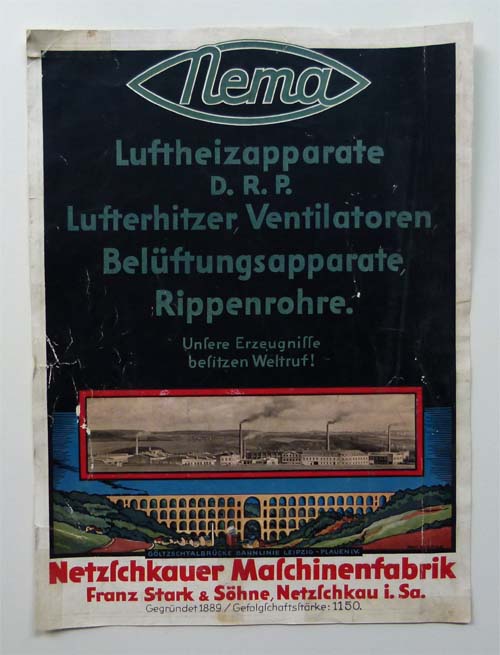 Nema
Luftheizapparate
D. R. P.
Lufterhitzer, Ventilatoren,
Belüftungsapparate,
Rippenrohre.
Unſere Erzeugniſſe
beſitzen Weltruf!
GÖLTZSCHTALBRÜCKE BAHNLINIE LEIPZIG - PLAUEN I.V.
Netzſchkauer Maſchinenfabrik
Franz Stark & Söhne, Netzſchkau i. Sa.
Gegründet 1889 / Gefolgſchaftsſtärke: 1150.